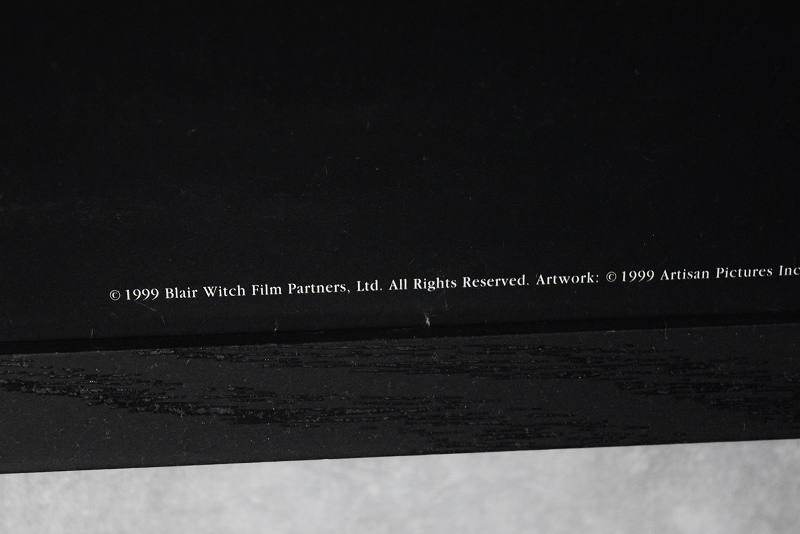 © 1999 Blair Witch Film Partners, Ltd. All Rights Reserved. Artwork: © 1999 Artisan Pictures Inc